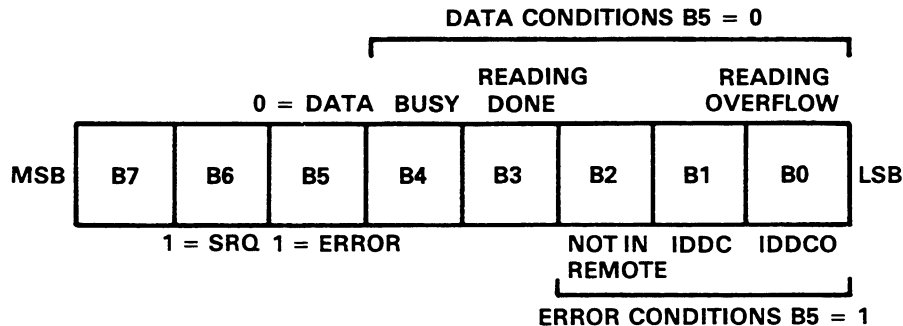 DATA CONDITIONS B5 = 0
READING READING
0 = DATA BUSY DONE OVERFLOW
MSB B7 B6 B5 B4 B3 B2 B1 B0 LSB
1 = SRQ 1 = ERROR NOT IN IDDC IDDCO
REMOTE
ERROR CONDITIONS B5 = 1